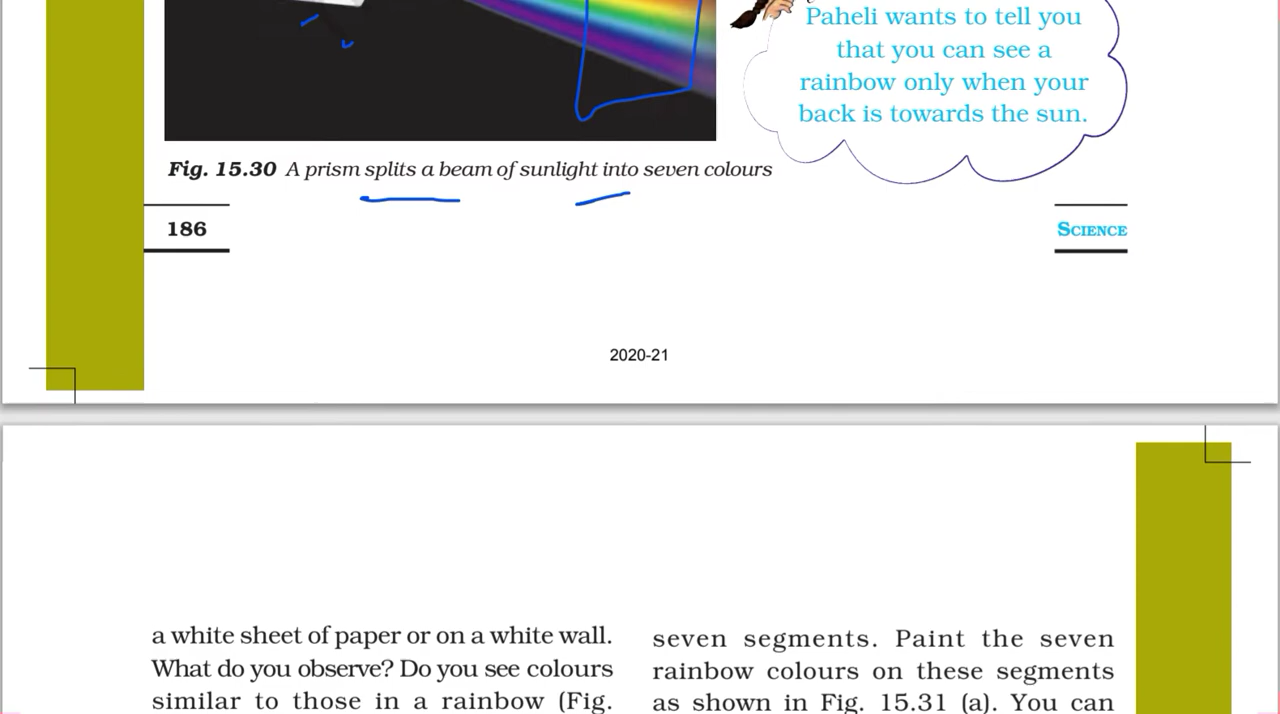 Paheli wants to tell you
that you can see a
rainbow only when your
back is towards the sun.
Fig. 15.30 A prism splits a beam of sunlight into seven colours
186
SCIENCE
2020-21
a white sheet of paper or on a white wall.
What do you observe? Do you see colours
similar to those in a rainbow (Fig.
seven segments. Paint the seven
rainbow colours on these segments
as shown in Fig. 15.31 (a). You can